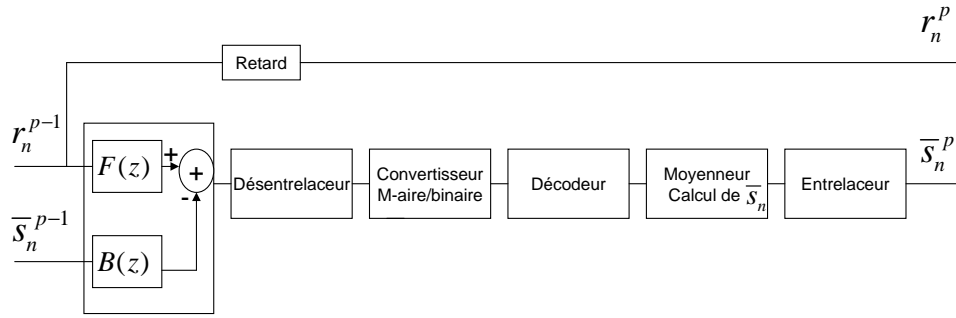 r_n^p
Retard
r_n^{p-1}
F(z)
+
+
-
s̅_n^{p-1}
B(z)
Désentrelaceur
Convertisseur
M-aire/binaire
Décodeur
Moyenneur
Calcul de s̅_n
Entrelaceur
s̅_n^p